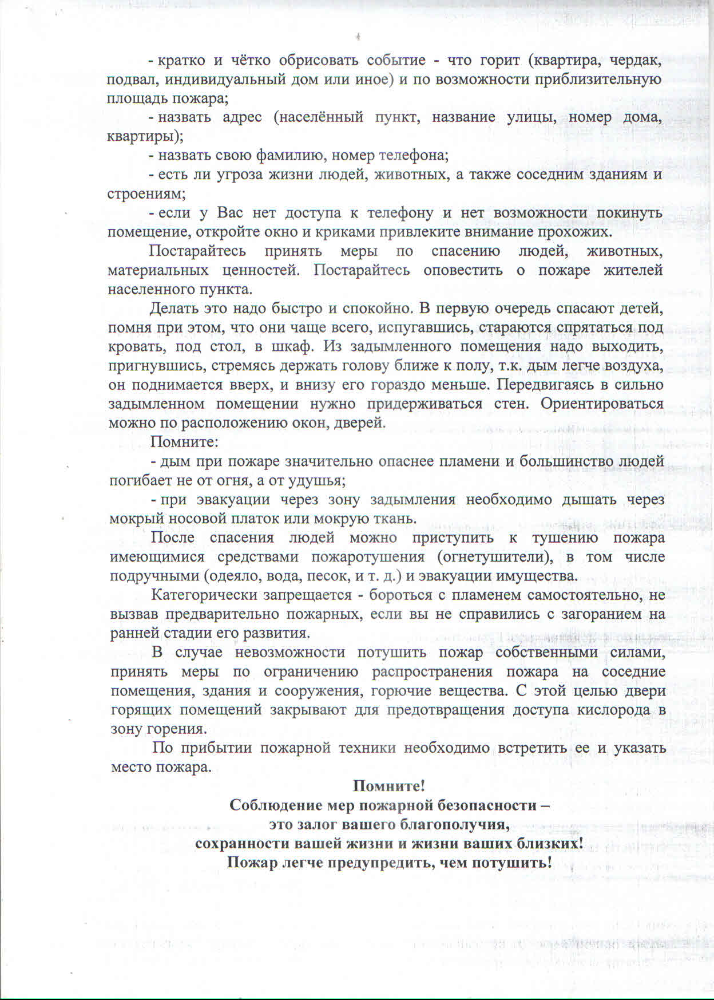 4
- кратко и чётко обрисовать событие - что горит (квартира, чердак,
подвал, индивидуальный дом или иное) и по возможности приблизительную
площадь пожара;
- назвать адрес (населённый пункт, название улицы, номер дома,
квартиры);
- назвать свою фамилию, номер телефона;
- есть ли угроза жизни людей, животных, а также соседним зданиям и
строениям;
- если у Вас нет доступа к телефону и нет возможности покинуть
помещение, откройте окно и криками привлеките внимание прохожих.
Постарайтесь принять меры по спасению людей, животных,
материальных ценностей. Постарайтесь оповестить о пожаре жителей
населенного пункта.
Делать это надо быстро и спокойно. В первую очередь спасают детей,
помня при этом, что они чаще всего, испугавшись, стараются спрятаться под
кровать, под стол, в шкаф. Из задымленного помещения надо выходить,
пригнувшись, стремясь держать голову ближе к полу, т.к. дым легче воздуха,
он поднимается вверх, и внизу его гораздо меньше. Передвигаясь в сильно
задымленном помещении нужно придерживаться стен. Ориентироваться
можно по расположению окон, дверей.
Помните:
- дым при пожаре значительно опаснее пламени и большинство людей
погибает не от огня, а от удушья;
- при эвакуации через зону задымления необходимо дышать через
мокрый носовой платок или мокрую ткань.
После спасения людей можно приступить к тушению пожара
имеющимися средствами пожаротушения (огнетушители), в том числе
подручными (одеяло, вода, песок, и т. д.) и эвакуации имущества.
Категорически запрещается - бороться с пламенем самостоятельно, не
вызвав предварительно пожарных, если вы не справились с загоранием на
ранней стадии его развития.
В случае невозможности потушить пожар собственными силами,
принять меры по ограничению распространения пожара на соседние
помещения, здания и сооружения, горючие вещества. С этой целью двери
горящих помещений закрывают для предотвращения доступа кислорода в
зону горения.
По прибытии пожарной техники необходимо встретить ее и указать
место пожара.
Помните!
Соблюдение мер пожарной безопасности –
это залог вашего благополучия,
сохранности вашей жизни и жизни ваших близких!
Пожар легче предупредить, чем потушить!